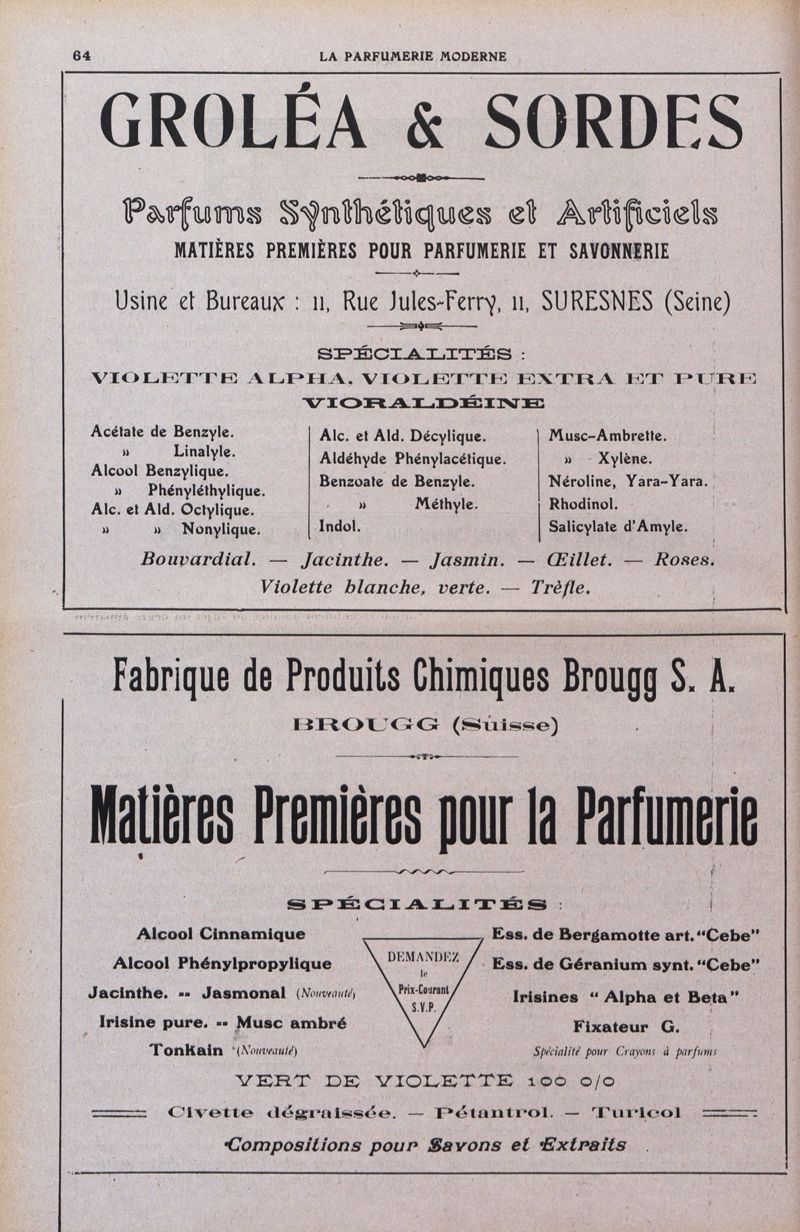 64
LA PARFUMERIE MODERNE
GROLÉA & SORDES
Parfums Synthétiques et Artificiels
MATIÈRES PREMIÈRES POUR PARFUMERIE ET SAVONNERIE
Usine et Bureaux : 11, Rue Jules-Ferry, 11, SURESNES (Seine)
SPÉCIALITÉS :
VIOLETTE ALPHA. VIOLETTE EXTRA ET PURE
VIORALDÉINE
Acétate de Benzyle.
» Linalyle.
Alcool Benzylique.
» Phényléthylique.
Alc. et Ald. Octylique.
» » Nonylique.
Alc. et Ald. Décylique.
Aldéhyde Phénylacétique.
Benzoate de Benzyle.
» Méthyle.
Indol.
Musc-Ambrette.
» - Xylène.
Néroline, Yara-Yara.
Rhodinol.
Salicylate d'Amyle.
Bouvardial. — Jacinthe. — Jasmin. — Œillet. — Roses.
Violette blanche, verte. — Trèfle.
Fabrique de Produits Chimiques Brougg S. A.
BROUGG (Suisse)
Matières Premières pour la Parfumerie
SPÉCIALITÉS :
Alcool Cinnamique
Alcool Phénylpropylique
Jacinthe. -- Jasmonal (Nouveauté)
Irisine pure. -- Musc ambré
Tonkain (Nouveauté)
DEMANDEZ
le
Prix-Courant
S.V.P.
Ess. de Bergamotte art. "Cebe"
Ess. de Géranium synt. "Cebe"
Irisines " Alpha et Beta "
Fixateur G.
Spécialité pour Crayons à parfums
VERT DE VIOLETTE 100 0/0
Civette dégraissée. — Pétantrol. — Turicol
Compositions pour Savons et Extraits